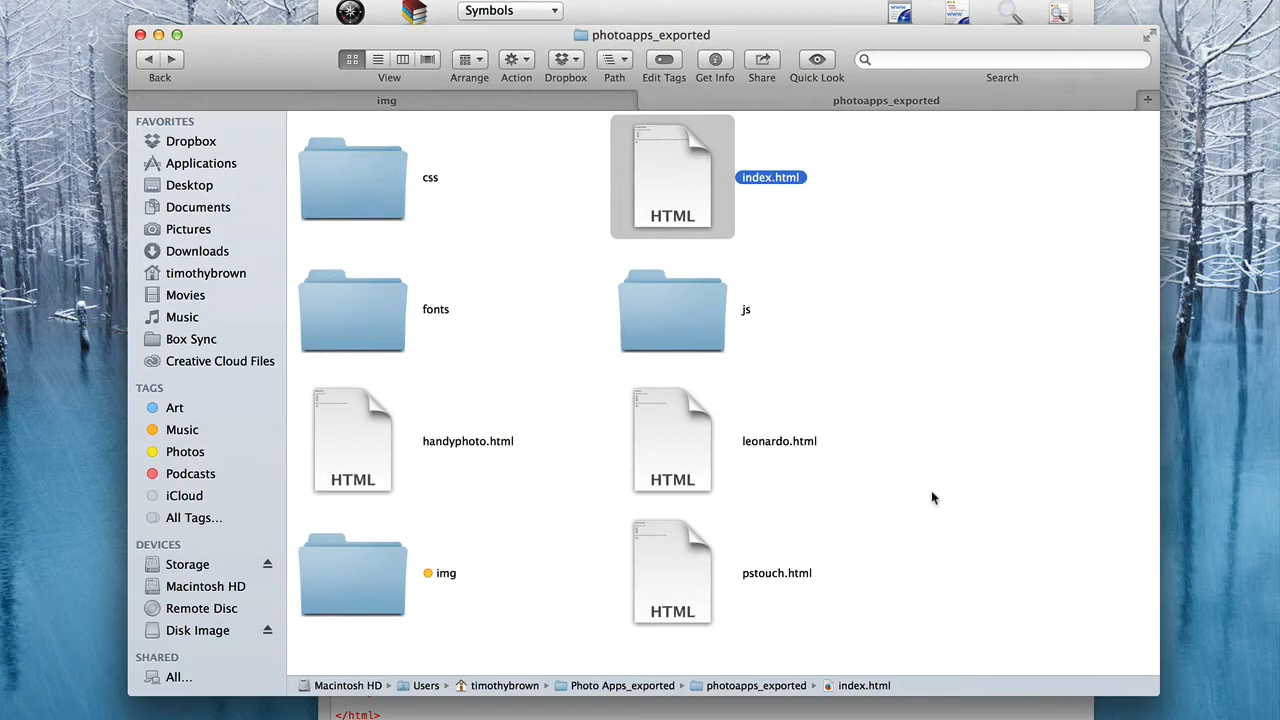 Symbols
photoapps_exported
Back
View
Arrange
Action
Dropbox
Path
Edit Tags
Get Info
Share
Quick Look
Search
img
photoapps_exported
FAVORITES
Dropbox
Applications
Desktop
Documents
Pictures
Downloads
timothybrown
Movies
Music
Box Sync
Creative Cloud Files
TAGS
Art
Music
Photos
Podcasts
iCloud
All Tags...
DEVICES
Storage
Macintosh HD
Remote Disc
Disk Image
SHARED
All...
css
HTML
index.html
fonts
js
HTML
handyphoto.html
HTML
leonardo.html
img
HTML
pstouch.html
Macintosh HD
Users
timothybrown
Photo Apps_exported
photoapps_exported
index.html
</html>